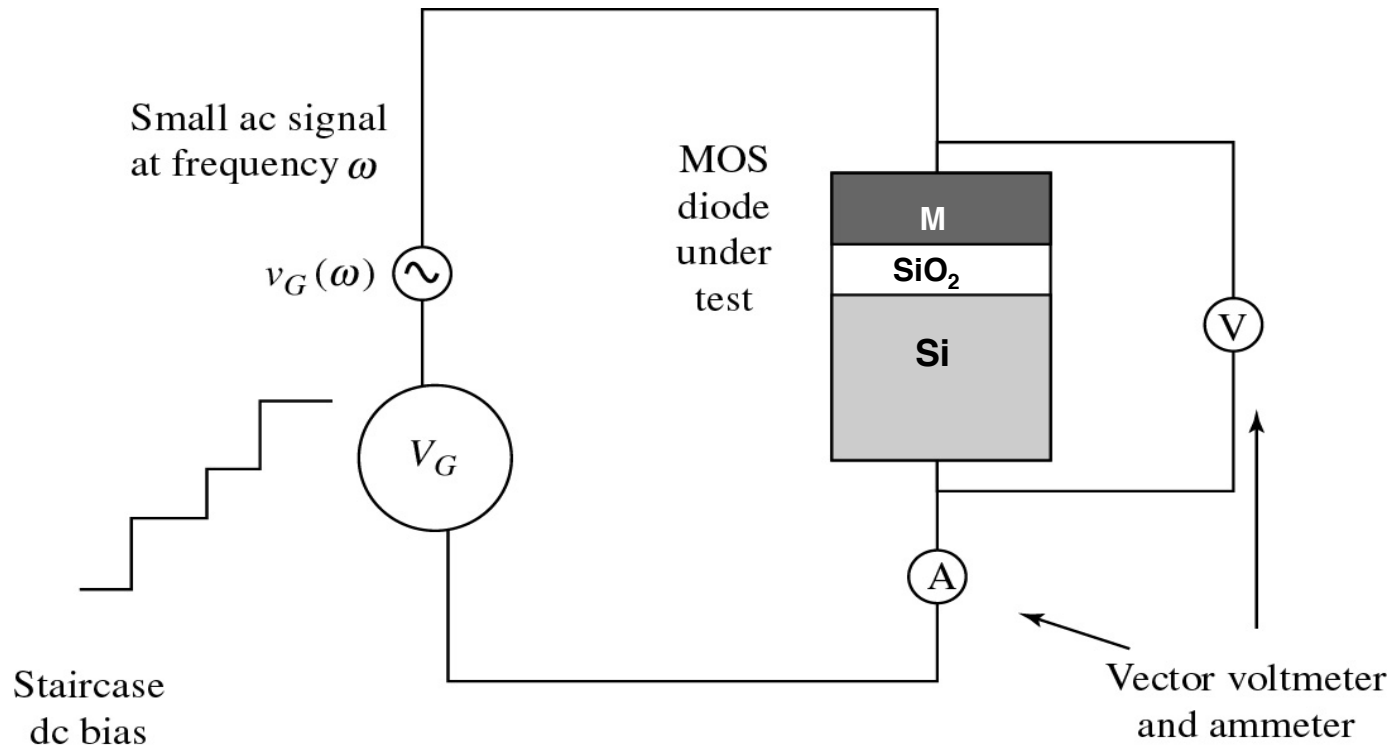 Small ac signal
at frequency ω
MOS
diode
under
test
M
SiO₂
Si
v_G(ω)
V
V_G
A
Staircase
dc bias
Vector voltmeter
and ammeter